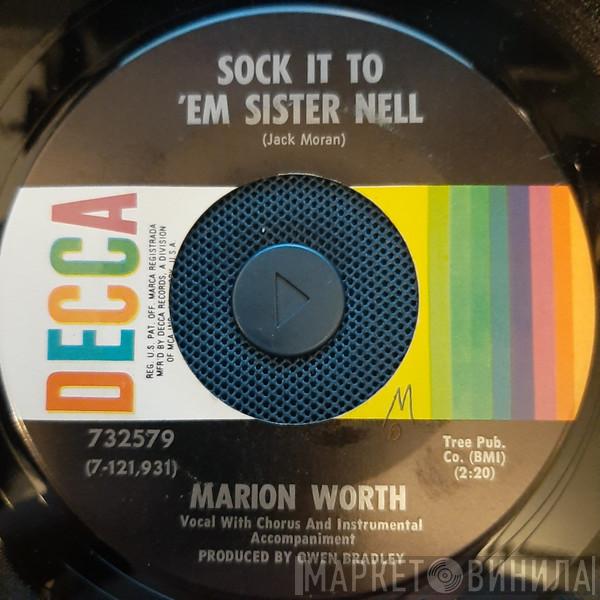 SOCK IT TO
'EM SISTER NELL
(Jack Moran)
DECCA
REG. U.S. PAT. OFF. MARCA REGISTRADA
MFR'D BY DECCA RECORDS, A DIVISION
OF MCA U.S.A.
M
732579
(7-121,931)
Tree Pub.
Co. (BMI)
(2:20)
MARION WORTH
Vocal With Chorus And Instrumental
Accompaniment
PRODUCED BY OWEN BRADLEY
МАРКЕТ ВИНИЛА